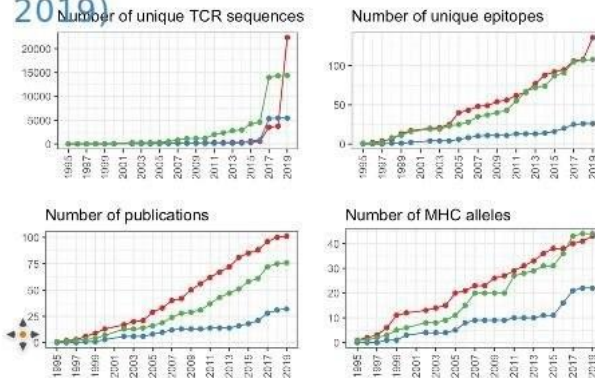 2019)
Number of unique TCR sequences
20000
15000
10000
5000
0
1995 1997 1999 2001 2003 2005 2007 2009 2011 2013 2015 2017 2019
Number of unique epitopes
100
50
0
1995 1997 1999 2001 2003 2005 2007 2009 2011 2013 2015 2017 2019
Number of publications
100
75
50
25
0
1995 1997 1999 2001 2003 2005 2007 2009 2011 2013 2015 2017 2019
Number of MHC alleles
40
30
20
10
0
1995 1997 1999 2001 2003 2005 2007 2009 2011 2013 2015 2017 2019